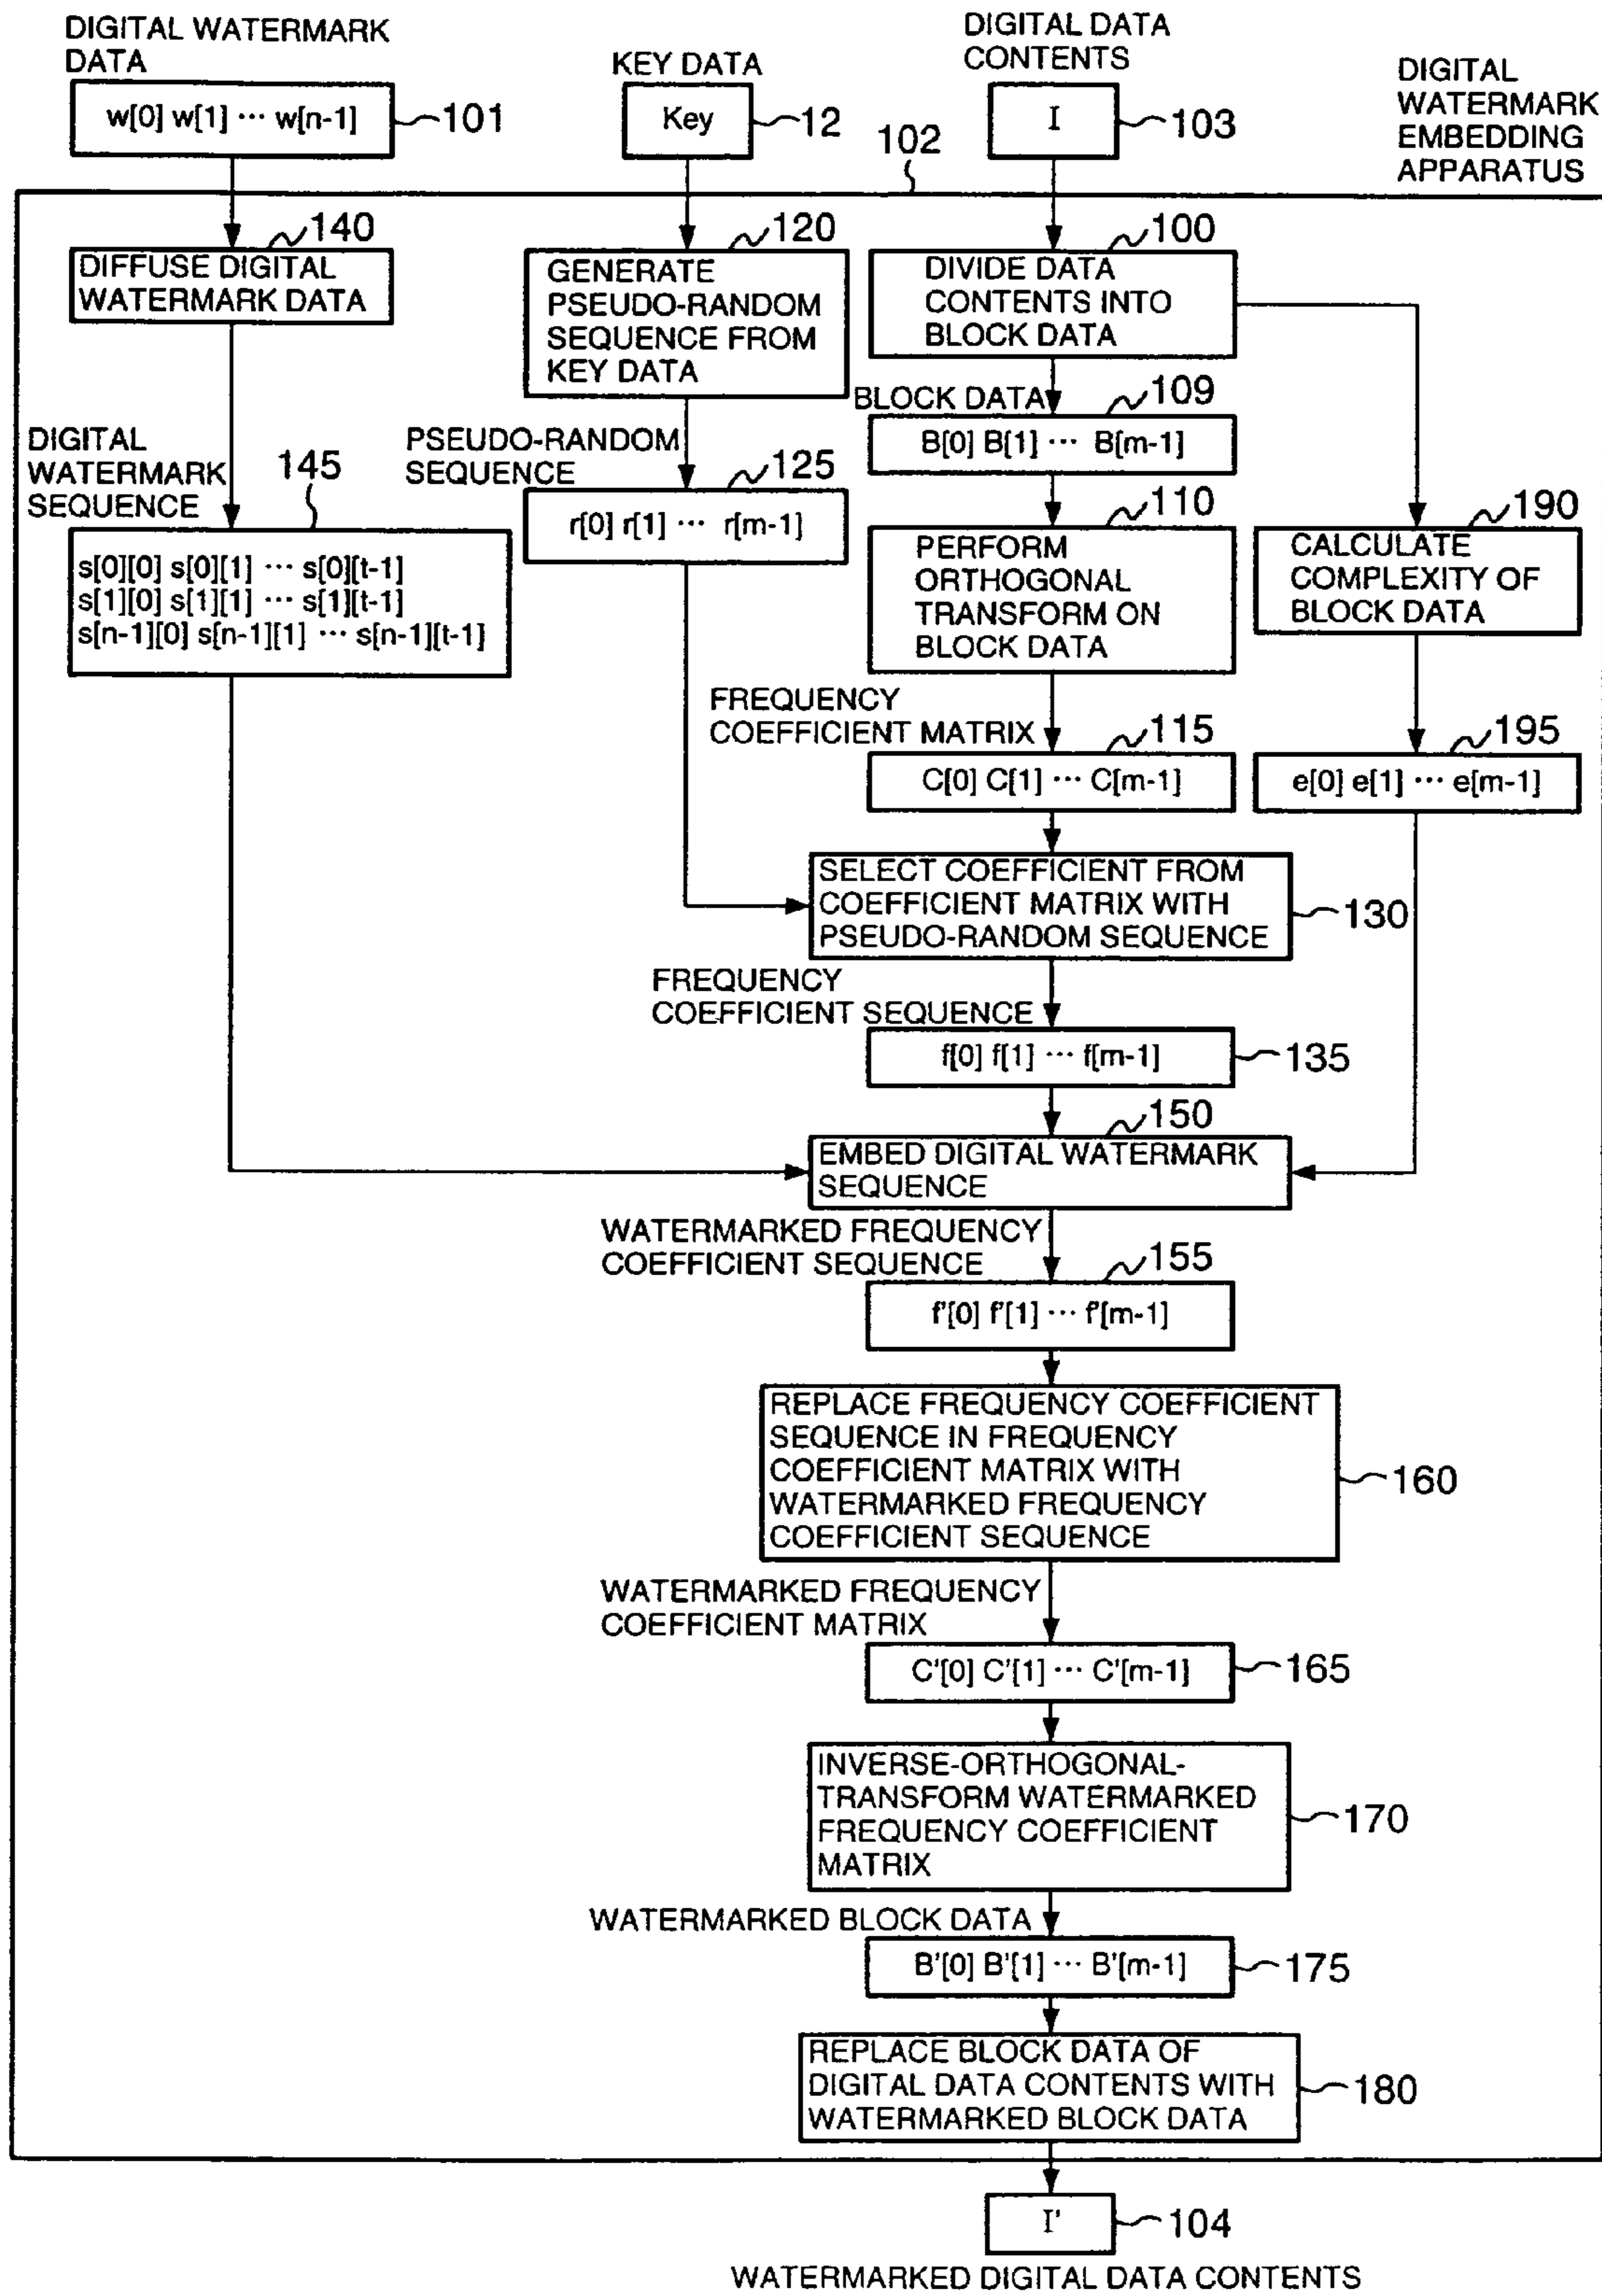 DIGITAL WATERMARK
DATA
w[0] w[1] ··· w[n-1]
101
KEY DATA
Key
12
DIGITAL DATA
CONTENTS
I
103
DIGITAL
WATERMARK
EMBEDDING
APPARATUS
102
140
DIFFUSE DIGITAL
WATERMARK DATA
120
GENERATE
PSEUDO-RANDOM
SEQUENCE FROM
KEY DATA
100
DIVIDE DATA
CONTENTS INTO
BLOCK DATA
BLOCK DATA
109
B[0] B[1] ··· B[m-1]
DIGITAL
WATERMARK
SEQUENCE
145
s[0][0] s[0][1] ··· s[0][t-1]
s[1][0] s[1][1] ··· s[1][t-1]
s[n-1][0] s[n-1][1] ··· s[n-1][t-1]
PSEUDO-RANDOM
SEQUENCE
125
r[0] r[1] ··· r[m-1]
110
PERFORM
ORTHOGONAL
TRANSFORM ON
BLOCK DATA
190
CALCULATE
COMPLEXITY OF
BLOCK DATA
FREQUENCY
COEFFICIENT MATRIX
115
C[0] C[1] ··· C[m-1]
195
e[0] e[1] ··· e[m-1]
SELECT COEFFICIENT FROM
COEFFICIENT MATRIX WITH
PSEUDO-RANDOM SEQUENCE
130
FREQUENCY
COEFFICIENT SEQUENCE
f[0] f[1] ··· f[m-1]
135
150
EMBED DIGITAL WATERMARK
SEQUENCE
WATERMARKED FREQUENCY
COEFFICIENT SEQUENCE
155
f'[0] f'[1] ··· f'[m-1]
REPLACE FREQUENCY COEFFICIENT
SEQUENCE IN FREQUENCY
COEFFICIENT MATRIX WITH
WATERMARKED FREQUENCY
COEFFICIENT SEQUENCE
160
WATERMARKED FREQUENCY
COEFFICIENT MATRIX
C'[0] C'[1] ··· C'[m-1]
165
INVERSE-ORTHOGONAL-
TRANSFORM WATERMARKED
FREQUENCY COEFFICIENT
MATRIX
170
WATERMARKED BLOCK DATA
B'[0] B'[1] ··· B'[m-1]
175
REPLACE BLOCK DATA OF
DIGITAL DATA CONTENTS WITH
WATERMARKED BLOCK DATA
180
I'
104
WATERMARKED DIGITAL DATA CONTENTS